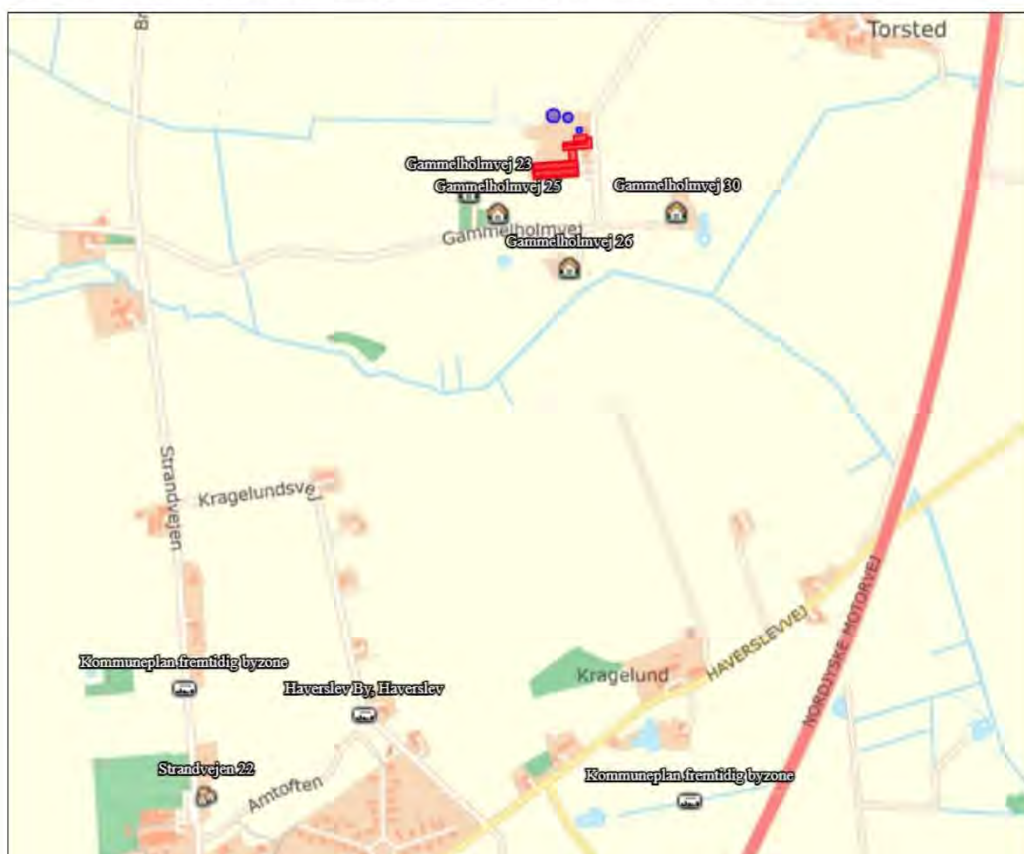 Br
Torsted
Gammelholmvej 23
Gammelholmvej 25
Gammelholmvej 30
Gammelholmvej
Gammelholmvej 26
Strandvejen
Kragelundsvej
NORDJYSKE MOTORVEJ
HAVERSLEVVEJ
Kommuneplan fremtidig byzone
Kragelund
Haverslev By, Haverslev
Strandvejen 22
Kommuneplan fremtidig byzone
Amtoften